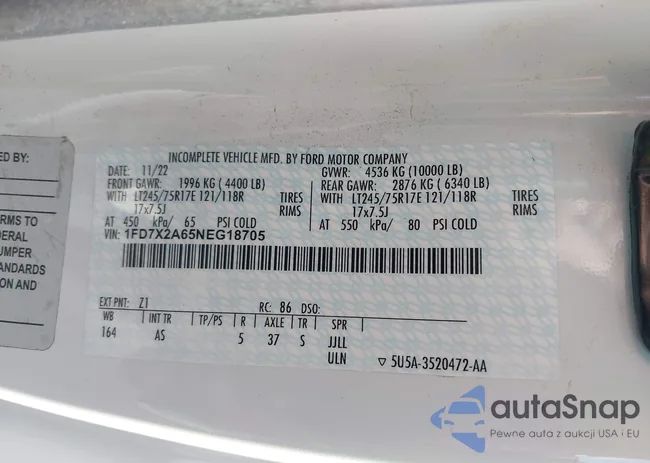 ED BY:
RMS TO
DERAL
UMPER
ANDARDS
ION AND
INCOMPLETE VEHICLE MFD. BY FORD MOTOR COMPANY
DATE: 11/22 GVWR: 4536 KG (10000 LB)
FRONT GAWR: 1996 KG ( 4400 LB) REAR GAWR: 2876 KG ( 6340 LB)
WITH LT245/75R17E 121/118R TIRES WITH LT245/75R17E 121/118R TIRES
17x7.5J RIMS 17x7.5J RIMS
AT 450 kPa/ 65 PSI COLD AT 550 kPa/ 80 PSI COLD
VIN: 1FD7X2A65NEG18705
EXT PNT: Z1 RC: 86 DSO:
WB INT TR TP/PS R AXLE TR SPR
164 AS 5 37 S JJLL
ULN ▽ 5U5A-3520472-AA
autaSnap
Pewne auta z aukcji USA i EU